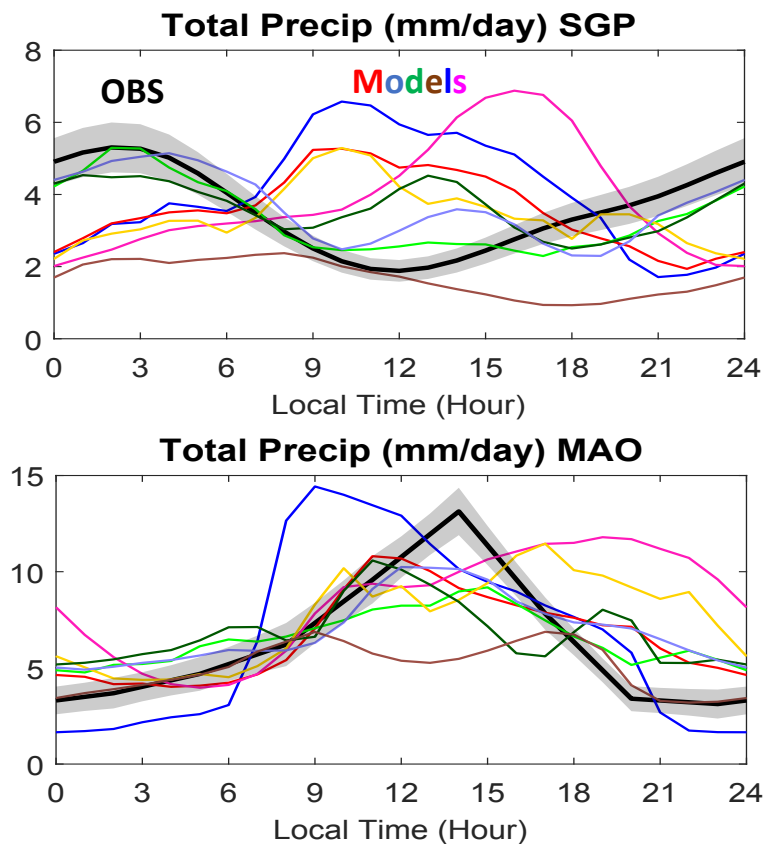 Total Precip (mm/day) SGP
8
6
4
2
0
OBS
Models
0 3 6 9 12 15 18 21 24
Local Time (Hour)
Total Precip (mm/day) MAO
15
10
5
0
0 3 6 9 12 15 18 21 24
Local Time (Hour)